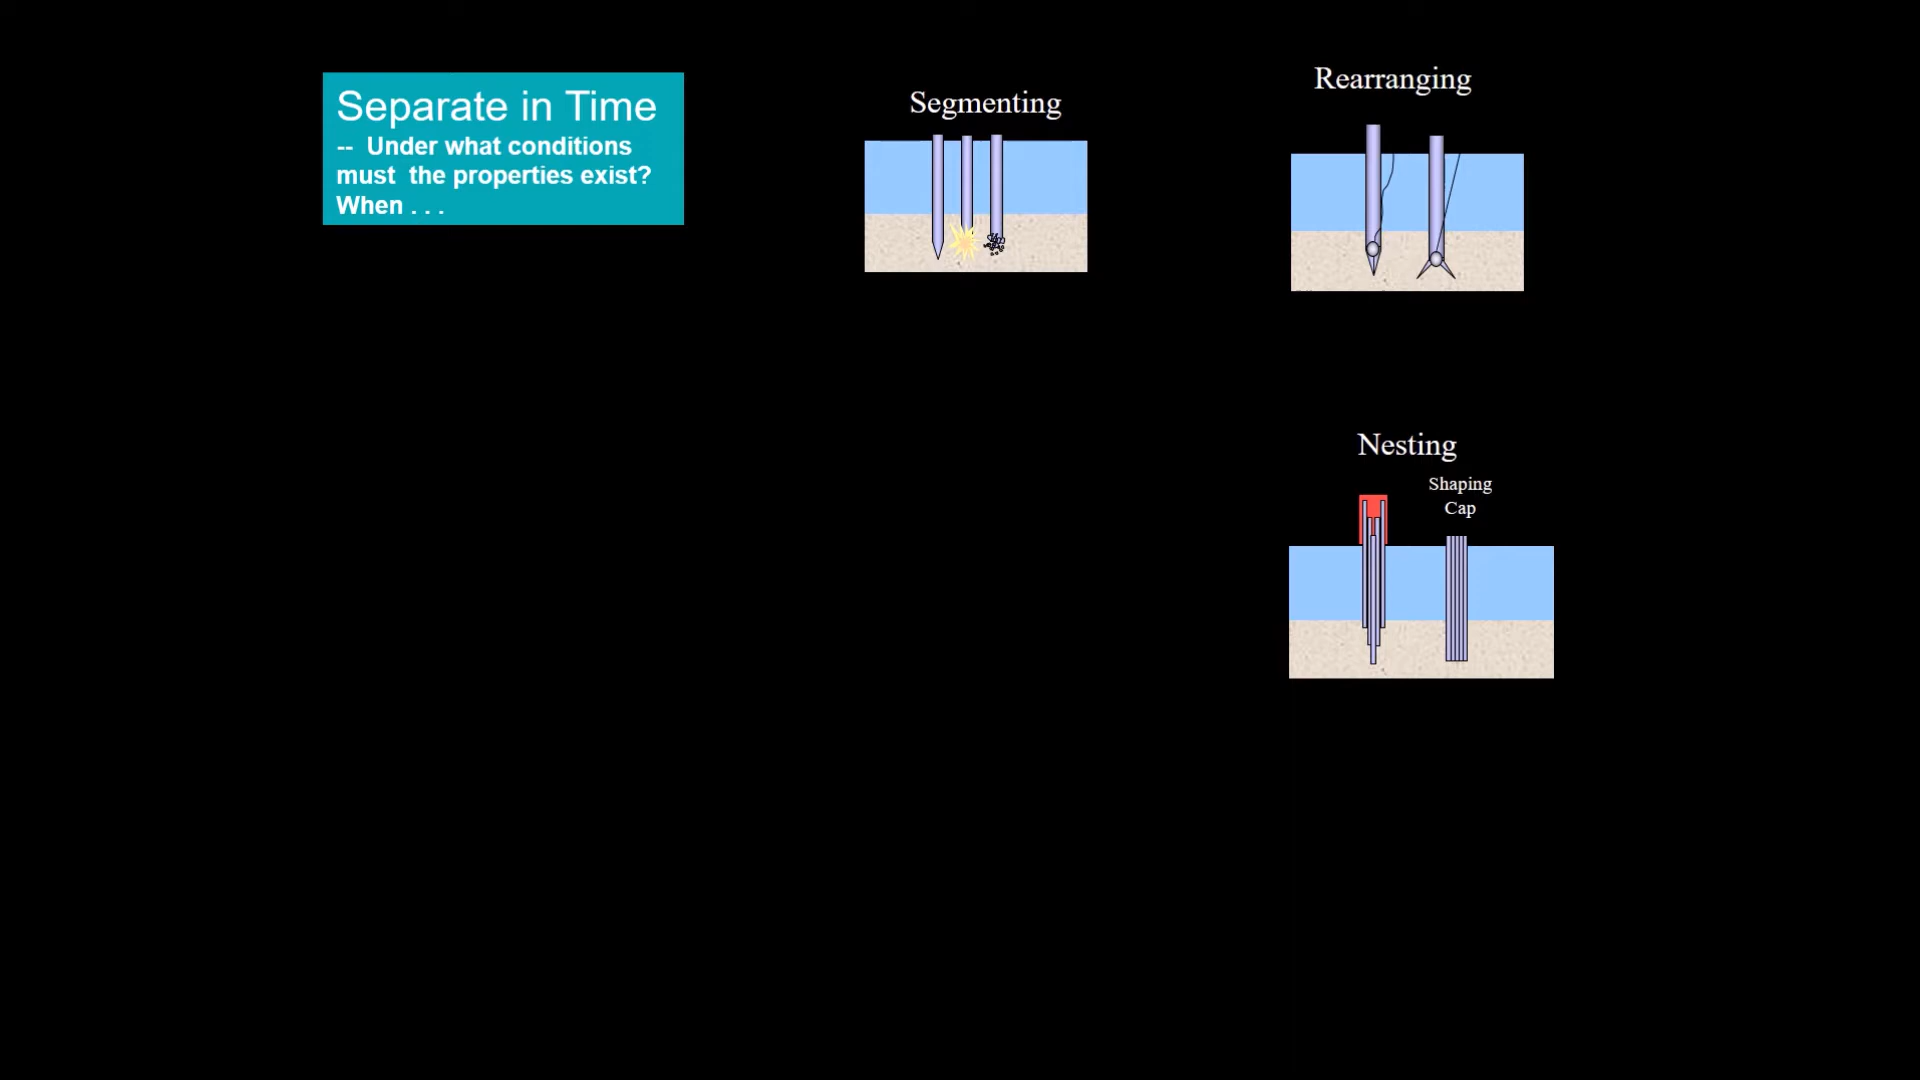 Separate in Time
-- Under what conditions
must the properties exist?
When . . .
Segmenting
Rearranging
Nesting
Shaping
Cap